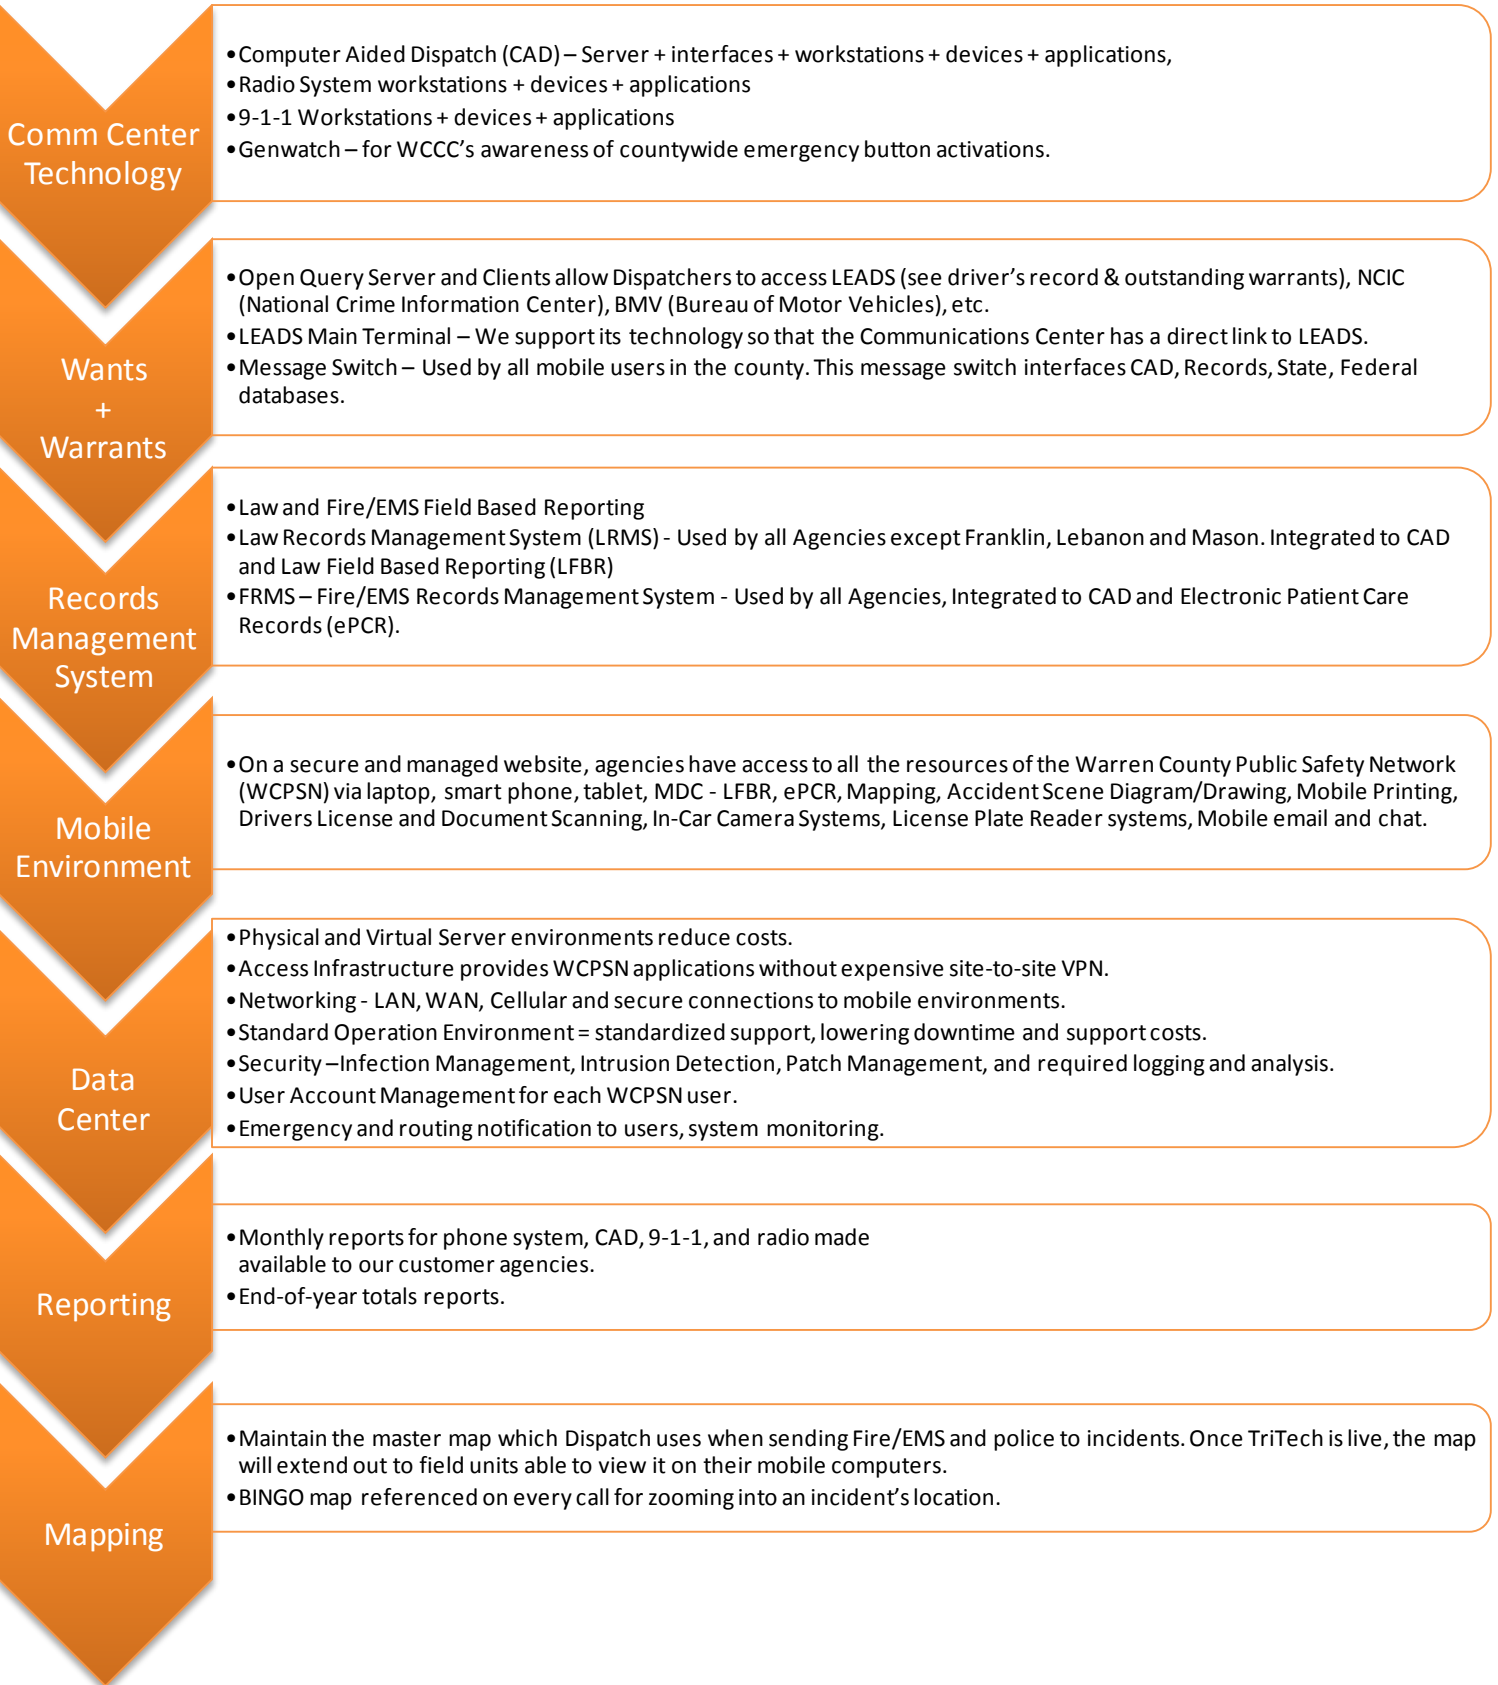 Comm Center
Technology
•Computer Aided Dispatch (CAD) – Server + interfaces + workstations + devices + applications,
•Radio System workstations + devices + applications
•9-1-1 Workstations + devices + applications
•Genwatch – for WCCC’s awareness of countywide emergency button activations.
Wants
+
Warrants
•Open Query Server and Clients allow Dispatchers to access LEADS (see driver’s record & outstanding warrants), NCIC
(National Crime Information Center), BMV (Bureau of Motor Vehicles), etc.
•LEADS Main Terminal – We support its technology so that the Communications Center has a direct link to LEADS.
•Message Switch – Used by all mobile users in the county. This message switch interfaces CAD, Records, State, Federal
databases.
Records
Management
System
•Law and Fire/EMS Field Based Reporting
•Law Records Management System (LRMS) - Used by all Agencies except Franklin, Lebanon and Mason. Integrated to CAD
and Law Field Based Reporting (LFBR)
•FRMS – Fire/EMS Records Management System - Used by all Agencies, Integrated to CAD and Electronic Patient Care
Records (ePCR).
Mobile
Environment
•On a secure and managed website, agencies have access to all the resources of the Warren County Public Safety Network
(WCPSN) via laptop, smart phone, tablet, MDC - LFBR, ePCR, Mapping, Accident Scene Diagram/Drawing, Mobile Printing,
Drivers License and Document Scanning, In-Car Camera Systems, License Plate Reader systems, Mobile email and chat.
Data
Center
•Physical and Virtual Server environments reduce costs.
•Access Infrastructure provides WCPSN applications without expensive site-to-site VPN.
•Networking - LAN, WAN, Cellular and secure connections to mobile environments.
•Standard Operation Environment = standardized support, lowering downtime and support costs.
•Security –Infection Management, Intrusion Detection, Patch Management, and required logging and analysis.
•User Account Management for each WCPSN user.
•Emergency and routing notification to users, system monitoring.
Reporting
•Monthly reports for phone system, CAD, 9-1-1, and radio made
available to our customer agencies.
•End-of-year totals reports.
Mapping
•Maintain the master map which Dispatch uses when sending Fire/EMS and police to incidents. Once TriTech is live, the map
will extend out to field units able to view it on their mobile computers.
•BINGO map referenced on every call for zooming into an incident’s location.